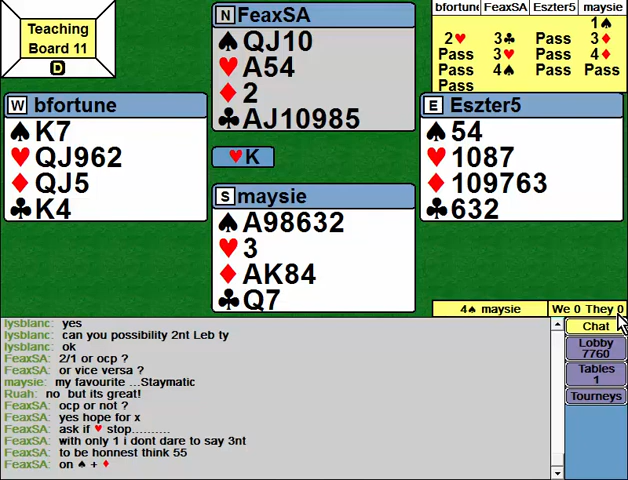 Teaching
Board 11
D
N FeaxSA
♠ QJ10
♥ A54
♦ 2
♣ AJ10985
bfortune FeaxSA Eszter5 maysie
1♠
2♥ 3♣ Pass 3♦
Pass 3♥ Pass 4♦
Pass 4♠ Pass Pass
Pass
W bfortune
♠ K7
♥ QJ962
♦ QJ5
♣ K4
♥K
E Eszter5
♠ 54
♥ 1087
♦ 109763
♣ 632
S maysie
♠ A98632
♥ 3
♦ AK84
♣ Q7
4♠ maysie
We 0 They 0
lysblanc: yes
lysblanc: can you possibility 2nt Leb ty
lysblanc: ok
FeaxSA: 2/1 or ocp ?
FeaxSA: or vice versa ?
maysie: my favourite ...Staymatic
Ruah: no but its great!
FeaxSA: ocp or not ?
FeaxSA: yes hope for x
FeaxSA: ask if ♥ stop..........
FeaxSA: with only 1 i dont dare to say 3nt
FeaxSA: to be honnest think 55
FeaxSA: on ♠ + ♦
Chat
Lobby
7760
Tables
1
Tourneys